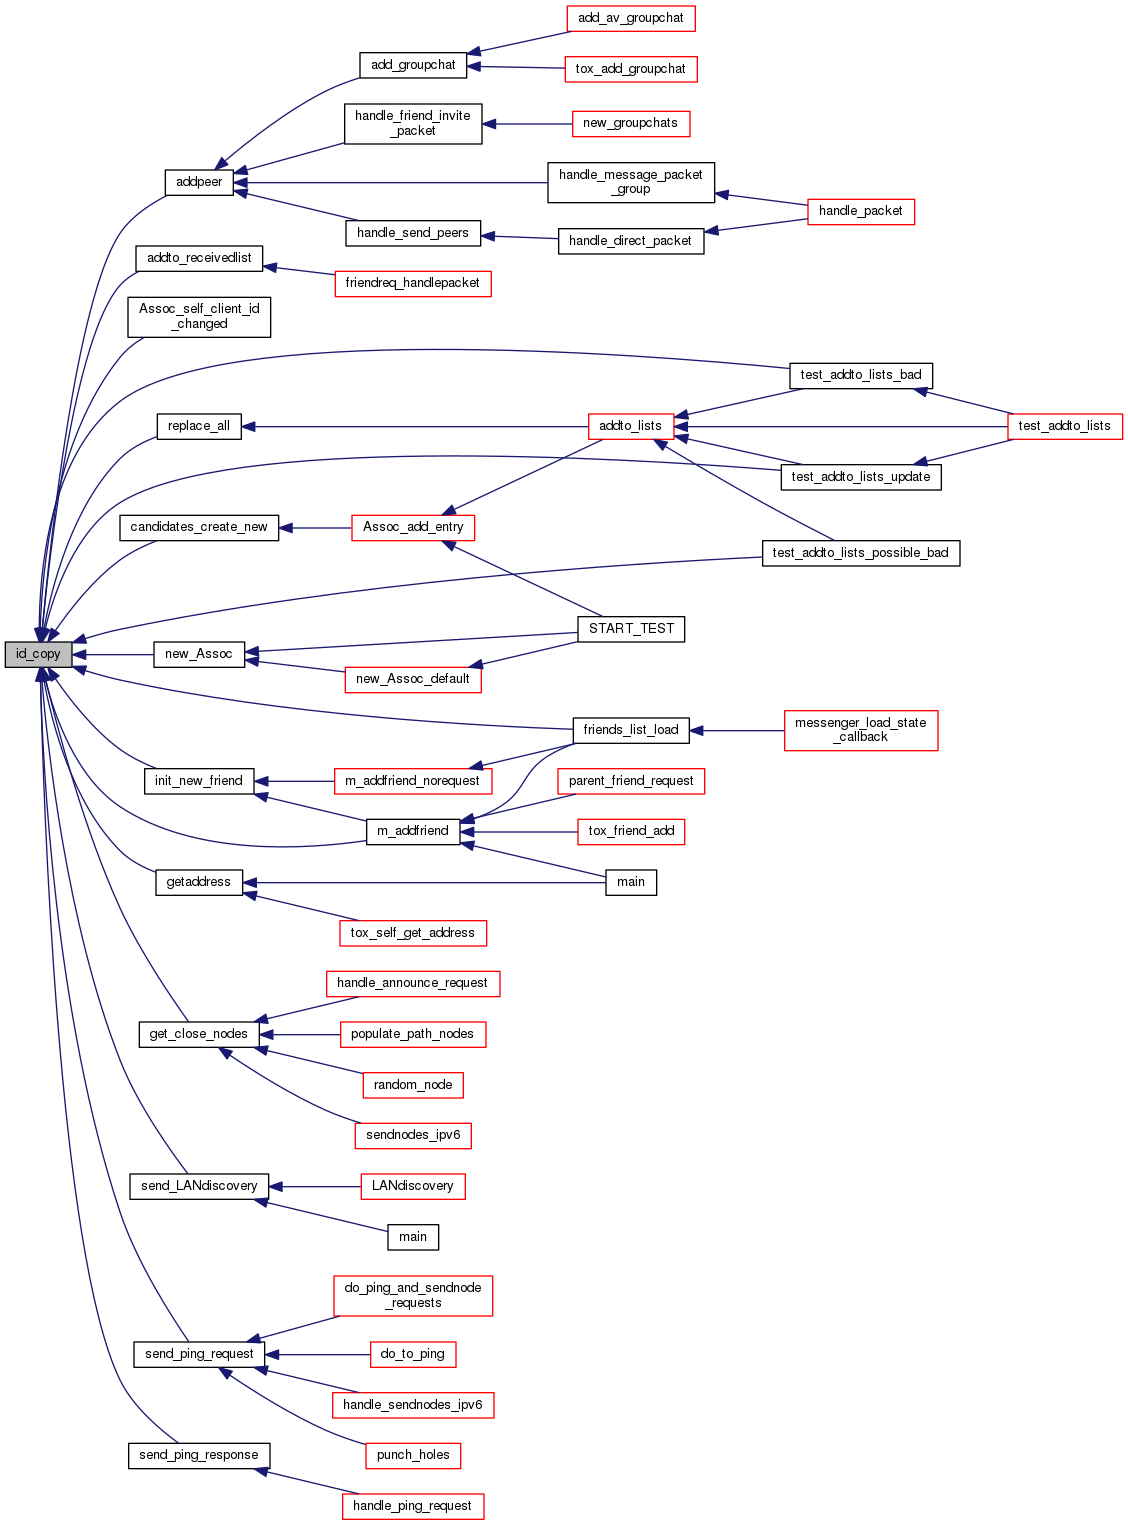 add_av_groupchat
add_groupchat
tox_add_groupchat
handle_friend_invite
_packet
new_groupchats
addpeer
handle_message_packet
_group
handle_packet
handle_send_peers
handle_direct_packet
addto_receivedlist
friendreq_handlepacket
Assoc_self_client_id
_changed
test_addto_lists_bad
replace_all
addto_lists
test_addto_lists
test_addto_lists_update
candidates_create_new
Assoc_add_entry
test_addto_lists_possible_bad
START_TEST
id_copy
new_Assoc
new_Assoc_default
friends_list_load
messenger_load_state
_callback
init_new_friend
m_addfriend_norequest
parent_friend_request
m_addfriend
tox_friend_add
getaddress
main
tox_self_get_address
handle_announce_request
get_close_nodes
populate_path_nodes
random_node
sendnodes_ipv6
send_LANdiscovery
LANdiscovery
main
do_ping_and_sendnode
_requests
send_ping_request
do_to_ping
handle_sendnodes_ipv6
send_ping_response
punch_holes
handle_ping_request